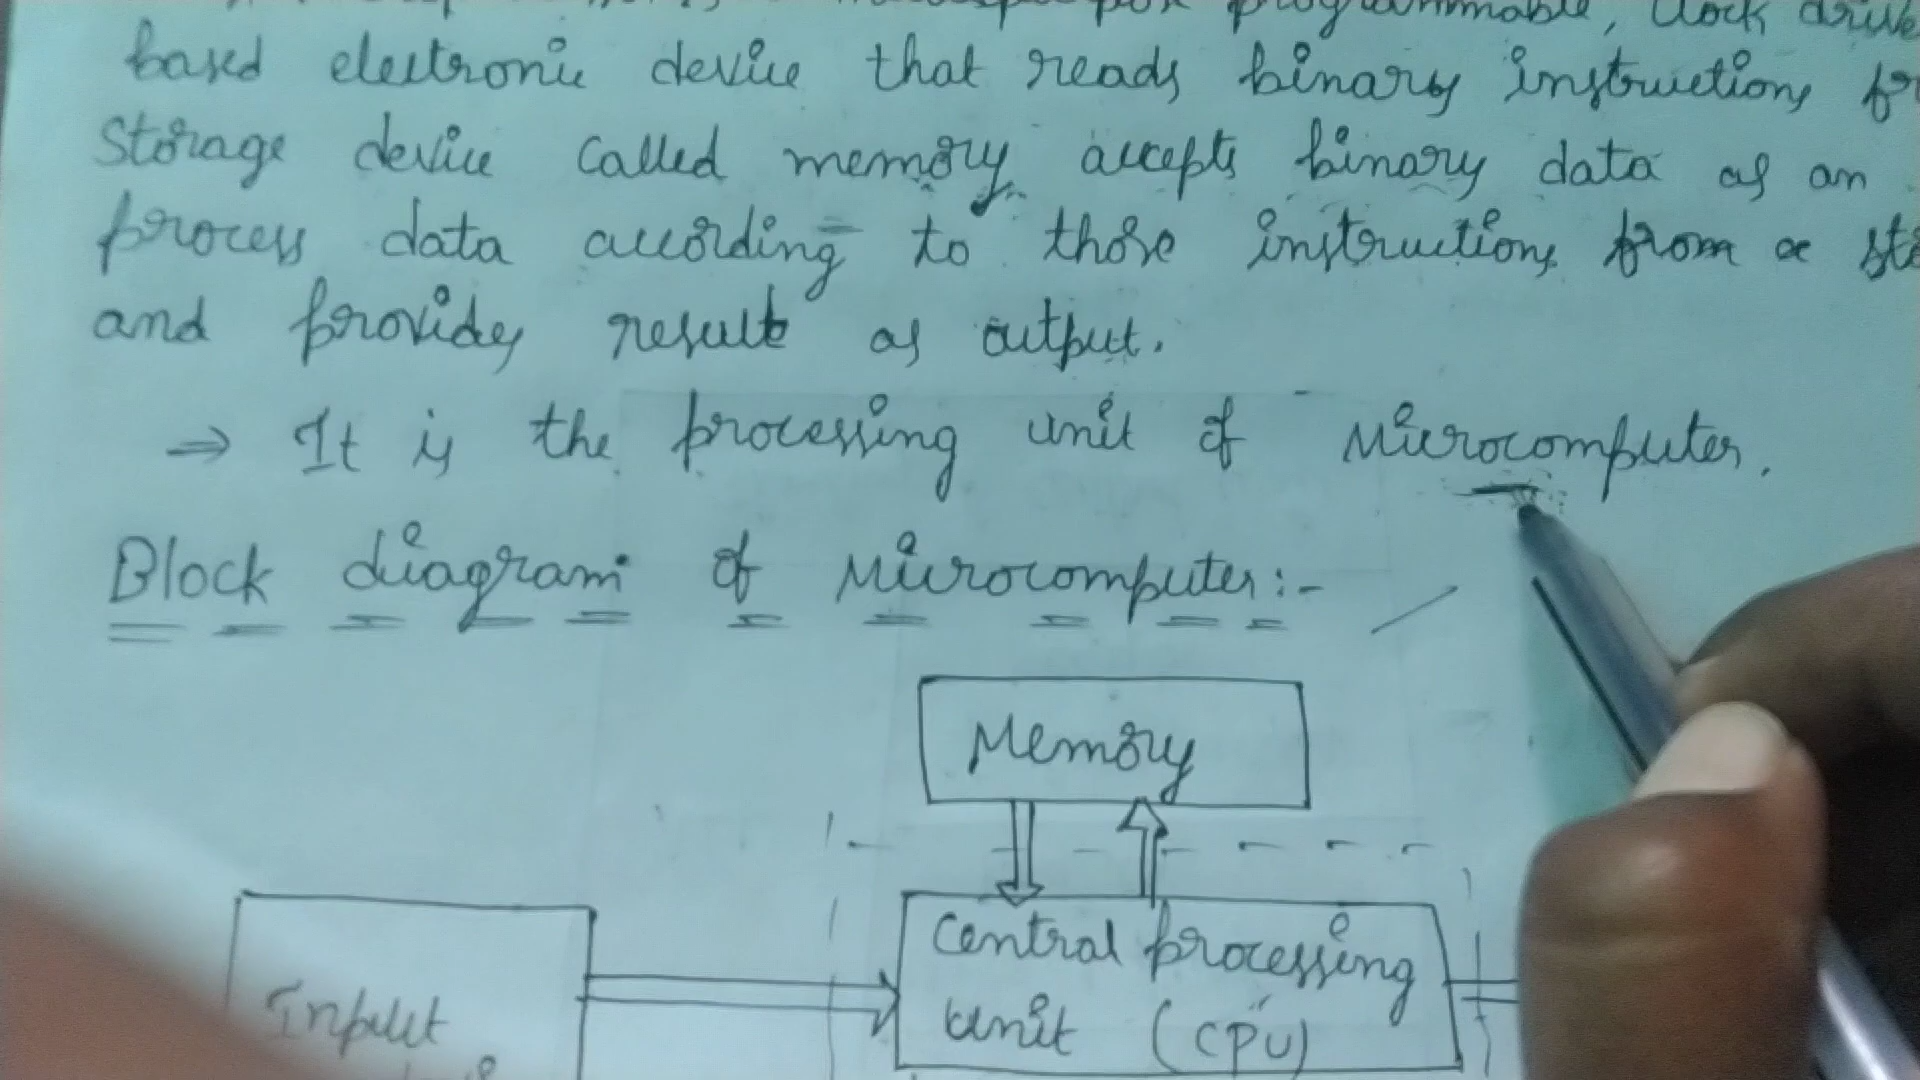 programmable, Clock
based electronic device that reads binary instructions
Storage device called memory accepts binary data as an
process data according to those instructions from a
and provides result as output.
⇒ It is the processing unit of Microcomputer.
Block diagram of Microcomputer:-
Memory
Central processing
unit (CPU)
Input